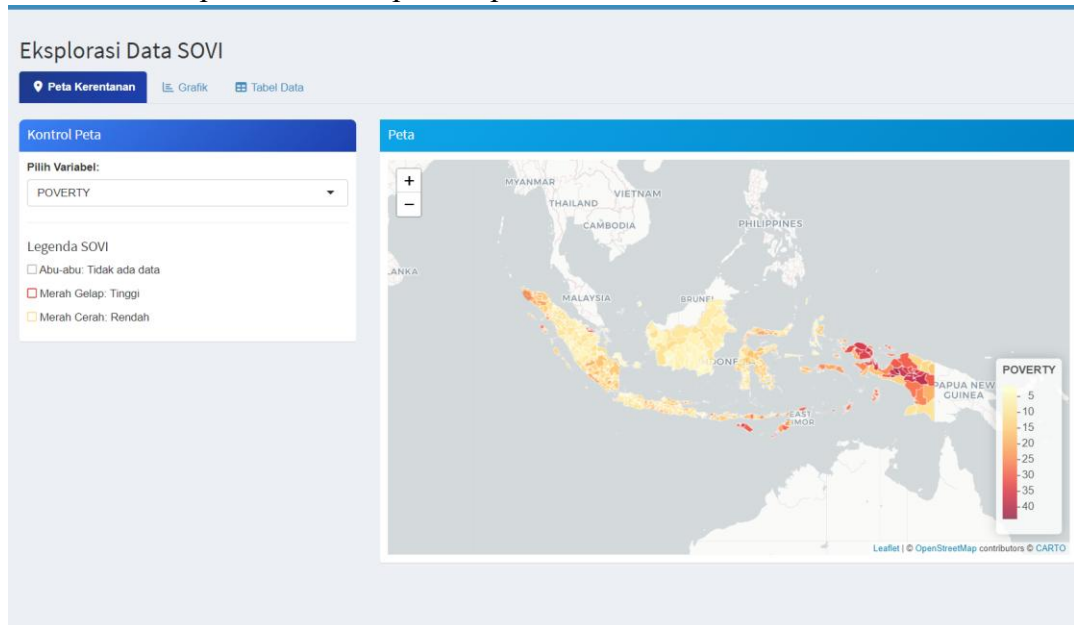 Eksplorasi Data SOVI
Peta Kerentanan
Grafik
Tabel Data
Kontrol Peta
Pilih Variabel:
POVERTY
Legenda SOVI
Abu-abu: Tidak ada data
Merah Gelap: Tinggi
Merah Cerah: Rendah
Peta
+
−
MYANMAR
VIETNAM
THAILAND
CAMBODIA
PHILIPPINES
ANKA
MALAYSIA
BRUNEI
DONE
EAST
TIMOR
PAPUA NEW
GUINEA
POVERTY
5
10
15
20
25
30
35
40
Leaflet | © OpenStreetMap contributors © CARTO